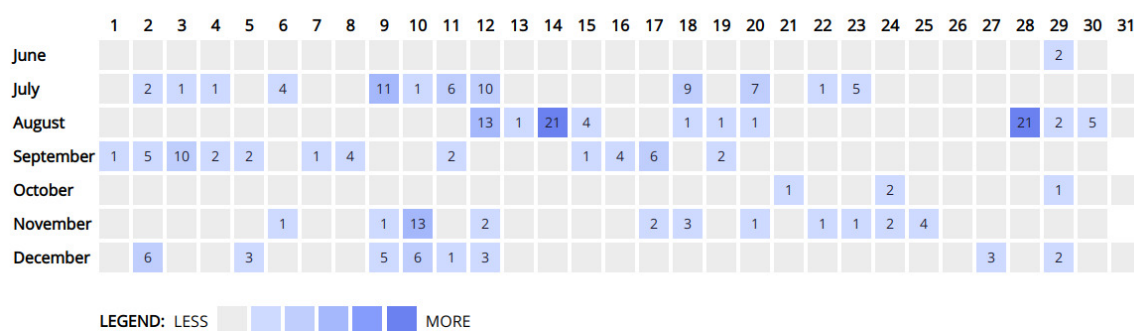 1 2 3 4 5 6 7 8 9 10 11 12 13 14 15 16 17 18 19 20 21 22 23 24 25 26 27 28 29 30 31
June 2
July 2 1 1 4 11 1 6 10 9 7 1 5
August 13 1 21 4 1 1 1 21 2 5
September 1 5 10 2 2 1 4 2 1 4 6 2
October 1 2 1
November 1 1 13 2 2 3 1 1 1 2 4
December 6 3 5 6 1 3 3 2
LEGEND: LESS MORE